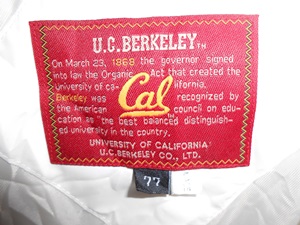 U.C. BERKELEY TM
On March 23, 1868 the governor signed
into law the Organic Act that created the
University of ca- lifornia.
Berkeley was recognized by
the American council on edu-
cation as "the best balanced distinguish-
ed university in the country.
Cal
UNIVERSITY OF CALIFORNIA
U.C.BERKELEY CO., LTD.
77